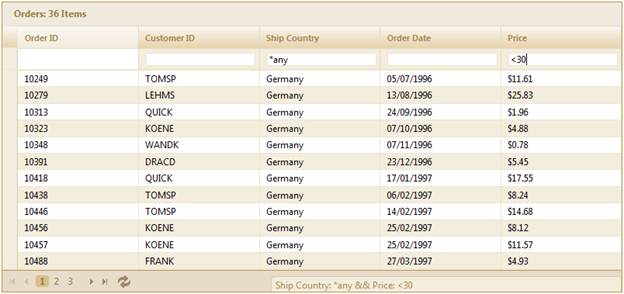 Orders: 36 Items
Order ID Customer ID Ship Country Order Date Price
*any <30
10249 TOMSP Germany 05/07/1996 $11.61
10279 LEHMS Germany 13/08/1996 $25.83
10313 QUICK Germany 24/09/1996 $1.96
10323 KOENE Germany 07/10/1996 $4.88
10348 WANDK Germany 07/11/1996 $0.78
10391 DRACD Germany 23/12/1996 $5.45
10418 QUICK Germany 17/01/1997 $17.55
10438 TOMSP Germany 06/02/1997 $8.24
10446 TOMSP Germany 14/02/1997 $14.68
10456 KOENE Germany 25/02/1997 $8.12
10457 KOENE Germany 25/02/1997 $11.57
10488 FRANK Germany 27/03/1997 $4.93
1 2 3 Ship Country: *any && Price: <30